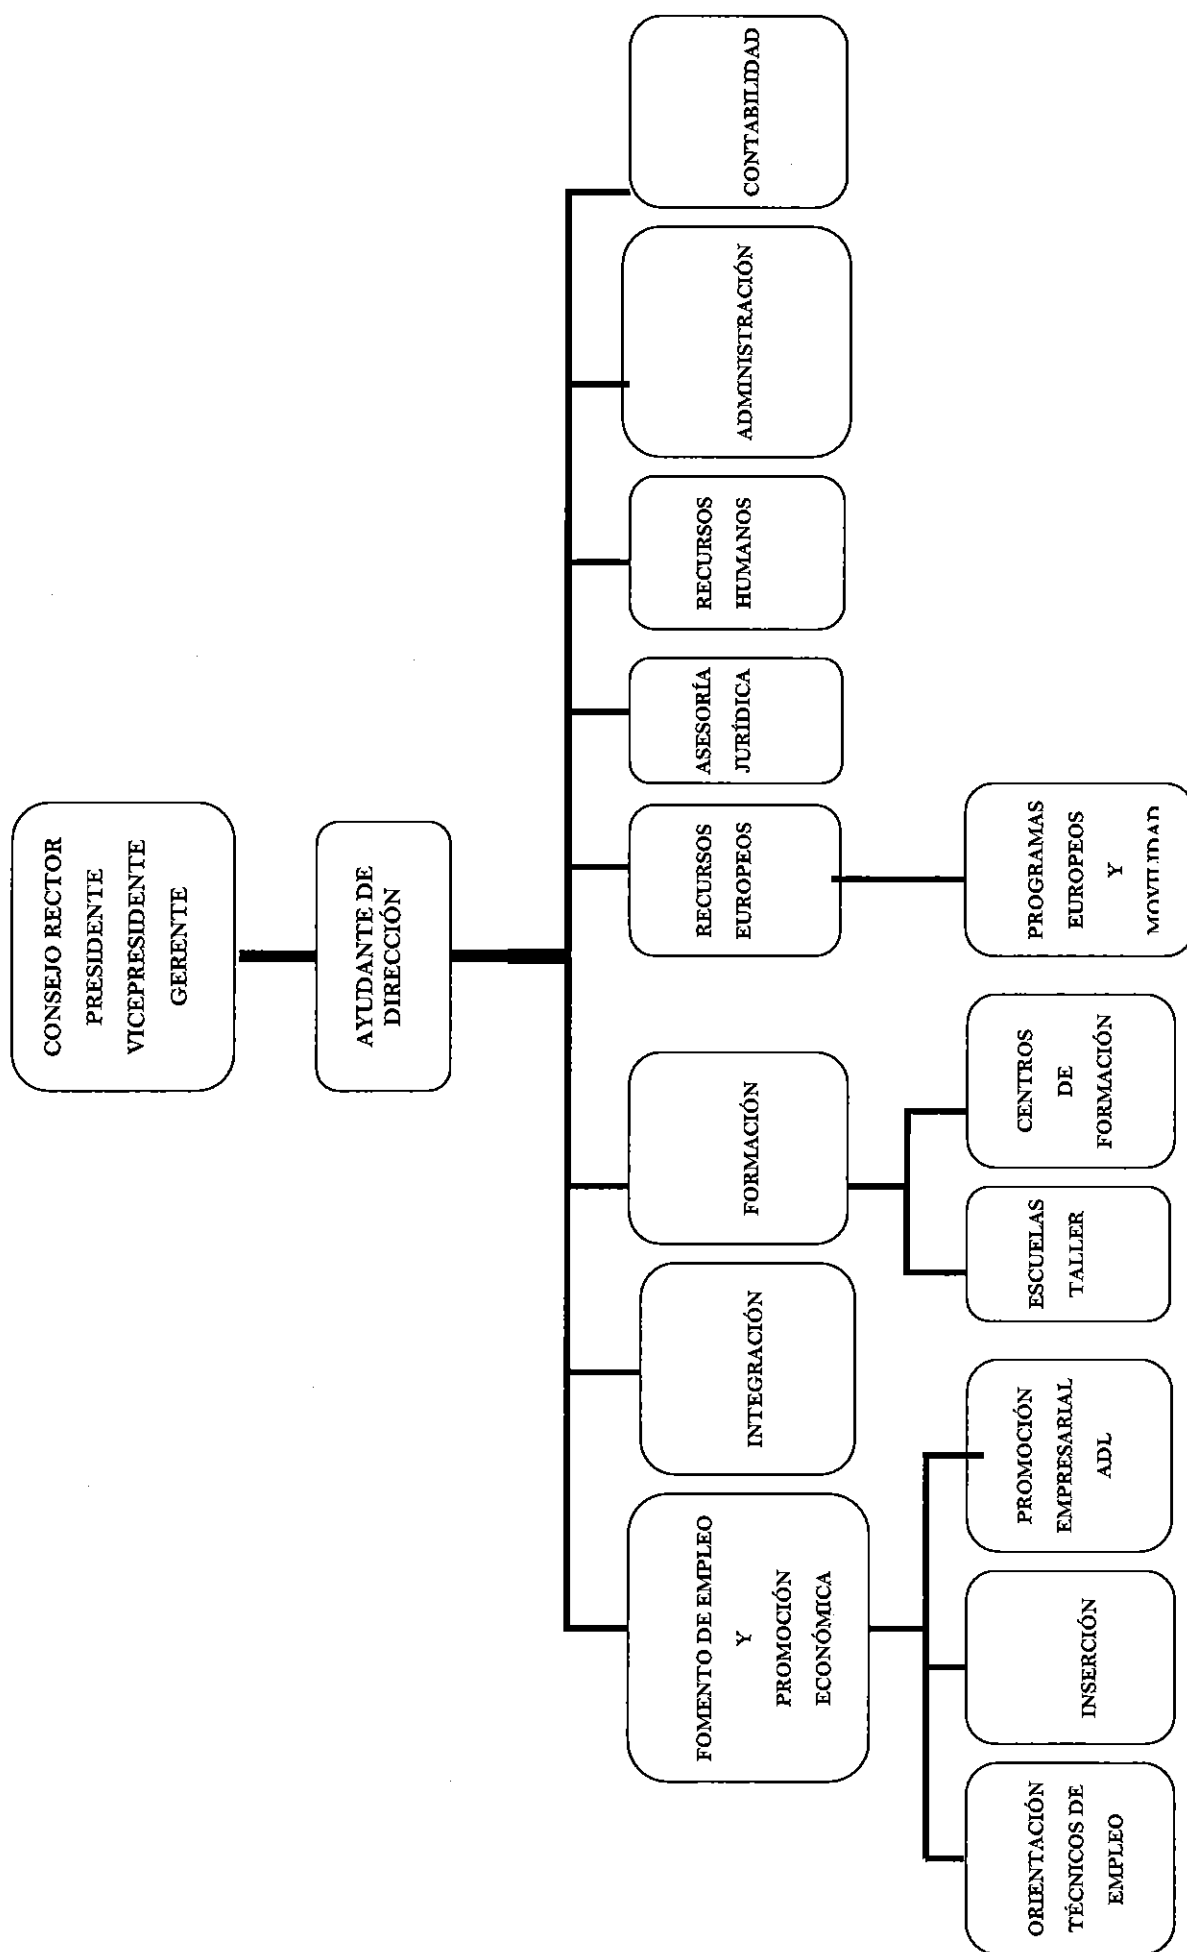 CONSEJO RECTOR
PRESIDENTE
VICEPRESIDENTE
GERENTE
AYUDANTE DE
DIRECCIÓN
FOMENTO DE EMPLEO
Y
PROMOCIÓN
ECONÓMICA
INTEGRACIÓN
FORMACIÓN
RECURSOS
EUROPEOS
ASESORÍA
JURÍDICA
RECURSOS
HUMANOS
ADMINISTRACIÓN
CONTABILIDAD
ORIENTACIÓN
TÉCNICOS DE
EMPLEO
INSERCIÓN
PROMOCIÓN
EMPRESARIAL
ADL
ESCUELAS
TALLER
CENTROS
DE
FORMACIÓN
PROGRAMAS
EUROPEOS
Y
MOVILIDAD